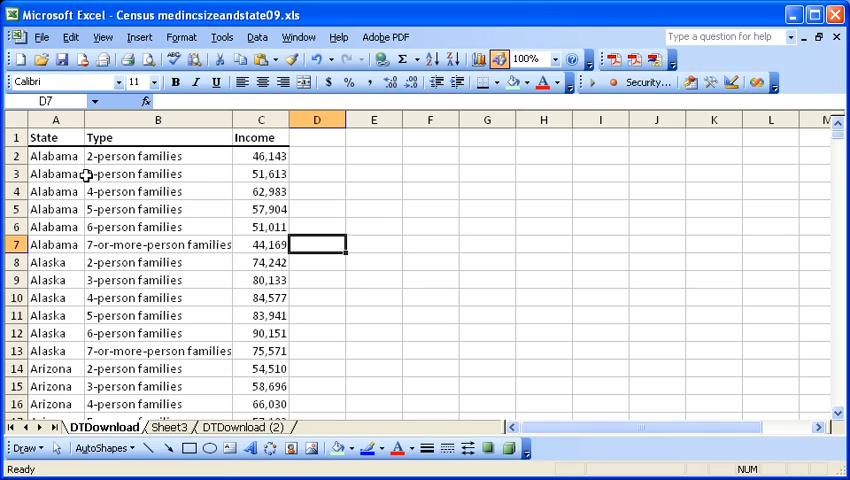 Microsoft Excel - Census medincsizeandstate09.xls
File Edit View Insert Format Tools Data Window Help Adobe PDF Type a question for help
100%
Calibri 11 B I U $ % Security...
D7 fx
A B C D E F G H I J K L M
1 State Type Income
2 Alabama 2-person families 46,143
3 Alabama -person families 51,613
4 Alabama 4-person families 62,983
5 Alabama 5-person families 57,904
6 Alabama 6-person families 51,011
7 Alabama 7-or-more-person families 44,169
8 Alaska 2-person families 74,242
9 Alaska 3-person families 80,133
10 Alaska 4-person families 84,577
11 Alaska 5-person families 83,941
12 Alaska 6-person families 90,151
13 Alaska 7-or-more-person families 75,571
14 Arizona 2-person families 54,510
15 Arizona 3-person families 58,696
16 Arizona 4-person families 66,030
DTDownload Sheet3 DTDownload (2)
Draw AutoShapes
Ready NUM